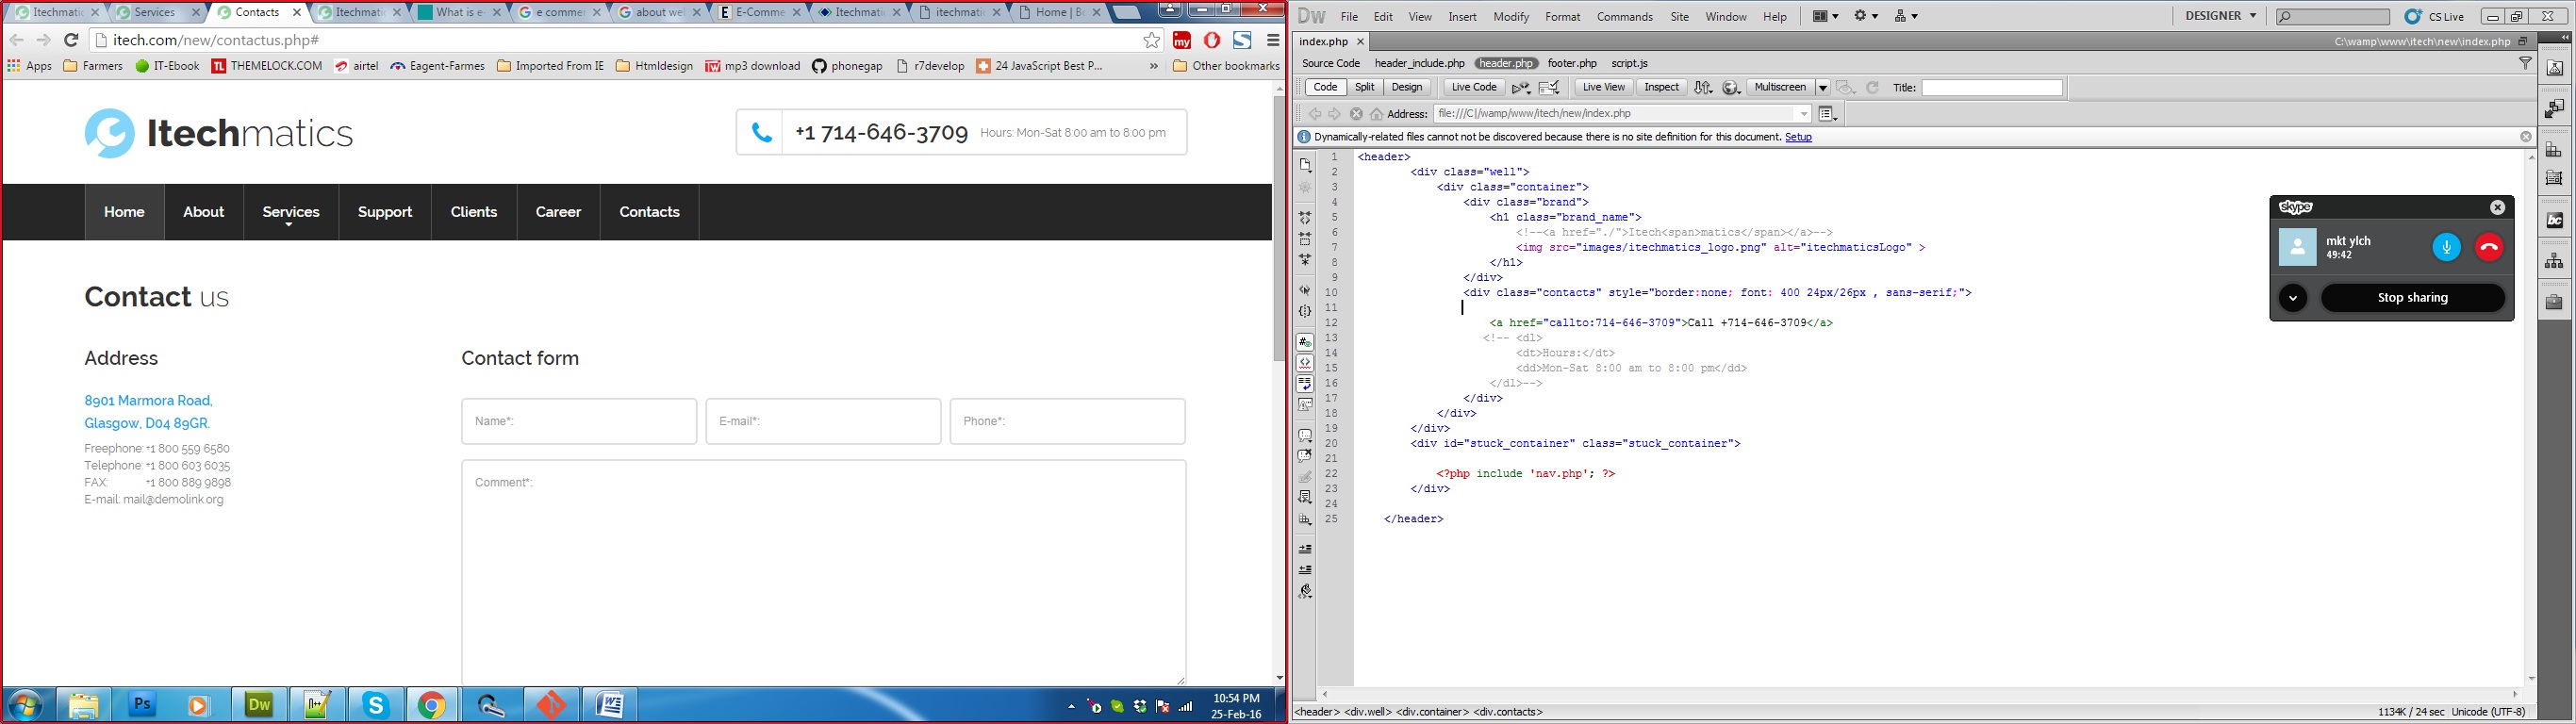 Itechmatic
Services
Contacts
Itechmatic
What is e-
e commer
about wel
E-Comme
Itechmatic
itechmatic
Home | Bo
itech.com/new/contactus.php#
Apps Farmers IT-Ebook THEMELOCK.COM airtel Eagent-Farmes Imported From IE Htmldesign mp3 download phonegap r7develop 24 JavaScript Best P... » Other bookmarks
Itechmatics
+1 714-646-3709 Hours: Mon-Sat 8:00 am to 8:00 pm
Home About Services Support Clients Career Contacts
Contact us
Address
8901 Marmora Road,
Glasgow, D04 89GR.
Freephone: +1 800 559 6580
Telephone: +1 800 603 6035
FAX: +1 800 889 9898
E-mail: mail@demolink.org
Contact form
Name*: E-mail*: Phone*:
Comment*:
Ps Dw
10:54 PM
25-Feb-16
Dw File Edit View Insert Modify Format Commands Site Window Help DESIGNER CS Live
index.php C:\wamp\www\itech\new\index.php
Source Code header_include.php header.php footer.php script.js
Code Split Design Live Code Live View Inspect Multiscreen Title:
Address: file:///C|/wamp/www/itech/new/index.php
Dynamically-related files cannot not be discovered because there is no site definition for this document. Setup
1 <header>
2 <div class="well">
3 <div class="container">
4 <div class="brand">
5 <h1 class="brand_name">
6 <!--<a href="./">Itech<span>matics</span></a>-->
7 <img src="images/itechmatics_logo.png" alt="itechmaticsLogo" >
8 </h1>
9 </div>
10 <div class="contacts" style="border:none; font: 400 24px/26px , sans-serif;">
11
12 <a href="callto:714-646-3709">Call +714-646-3709</a>
13 <!-- <dl>
14 <dt>Hours:</dt>
15 <dd>Mon-Sat 8:00 am to 8:00 pm</dd>
16 </dl>-->
17 </div>
18 </div>
19 </div>
20 <div id="stuck_container" class="stuck_container">
21
22 <?php include 'nav.php'; ?>
23 </div>
24
25 </header>
skype
mkt ylch
49:42
Stop sharing
<header> <div.well> <div.container> <div.contacts> 1134K / 24 sec Unicode (UTF-8)